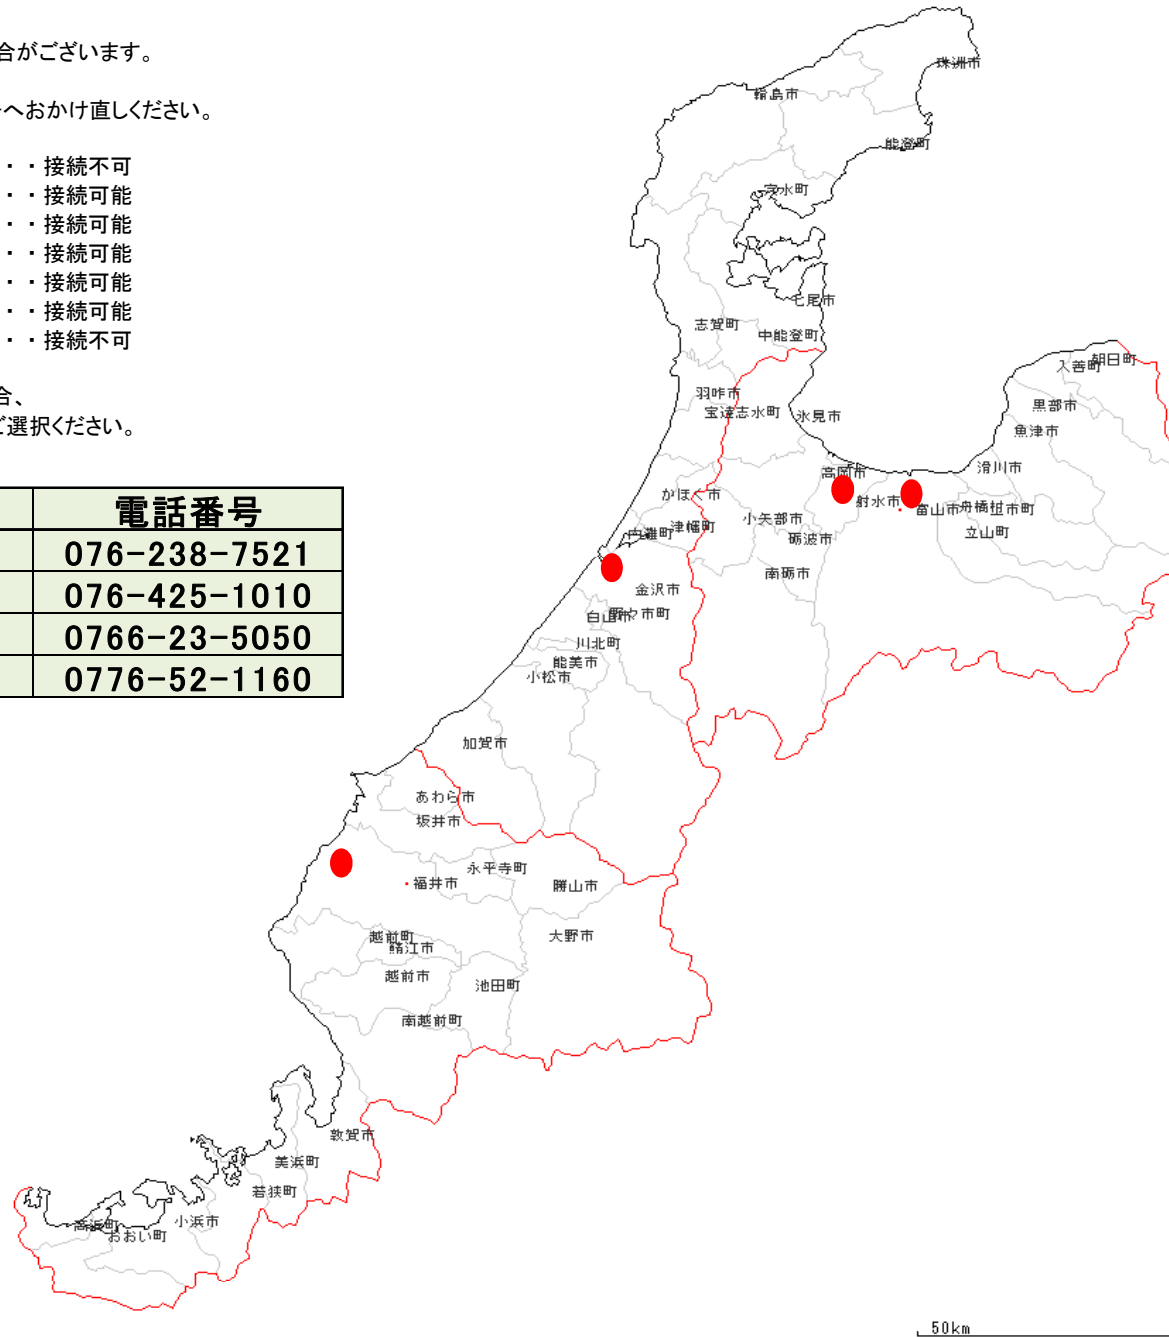 合がございます。
へおかけ直しください。
・・接続不可
・・接続可能
・・接続可能
・・接続可能
・・接続可能
・・接続可能
・・接続不可
合、
ご選択ください。
電話番号
076-238-7521
076-425-1010
0766-23-5050
0776-52-1160
珠洲市
輪島市
能登町
穴水町
七尾市
志賀町
中能登町
朝日町
入善町
羽咋市
宝達志水町
氷見市
黒部市
魚津市
滑川市
高岡市
かほく市
射水市
富山市
舟橋村
上市町
小矢部市
津幡町
内灘町
砺波市
立山町
南砺市
金沢市
白山市
野々市町
川北町
能美市
小松市
加賀市
あわら市
坂井市
永平寺町
福井市
勝山市
大野市
越前町
鯖江市
越前市
池田町
南越前町
敦賀市
美浜町
若狭町
小浜市
高浜町
おおい町
50km